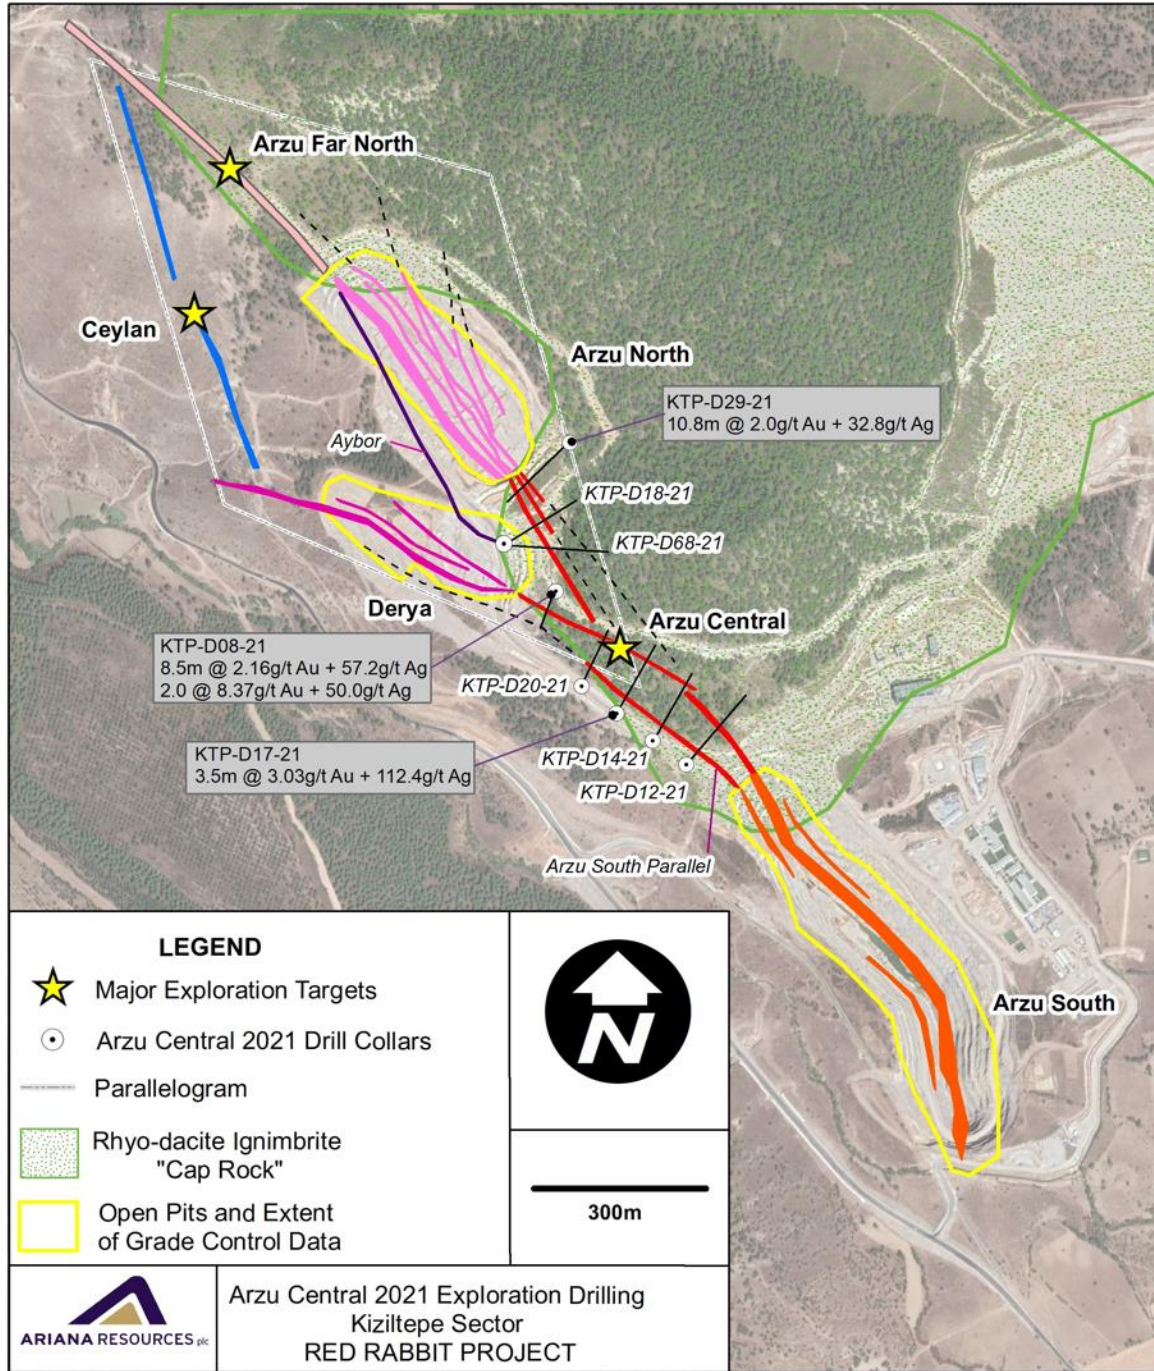 Arzu Far North
Ceylan
Arzu North
KTP-D29-21
10.8m @ 2.0g/t Au + 32.8g/t Ag
Aybor
KTP-D18-21
KTP-D68-21
Derya
Arzu Central
KTP-D08-21
8.5m @ 2.16g/t Au + 57.2g/t Ag
2.0 @ 8.37g/t Au + 50.0g/t Ag
KTP-D20-21
KTP-D17-21
3.5m @ 3.03g/t Au + 112.4g/t Ag
KTP-D14-21
KTP-D12-21
Arzu South Parallel
Arzu South
LEGEND
Major Exploration Targets
Arzu Central 2021 Drill Collars
Parallelogram
Rhyo-dacite Ignimbrite
"Cap Rock"
Open Pits and Extent
of Grade Control Data
N
300m
ARIANA RESOURCES plc
Arzu Central 2021 Exploration Drilling
Kiziltepe Sector
RED RABBIT PROJECT